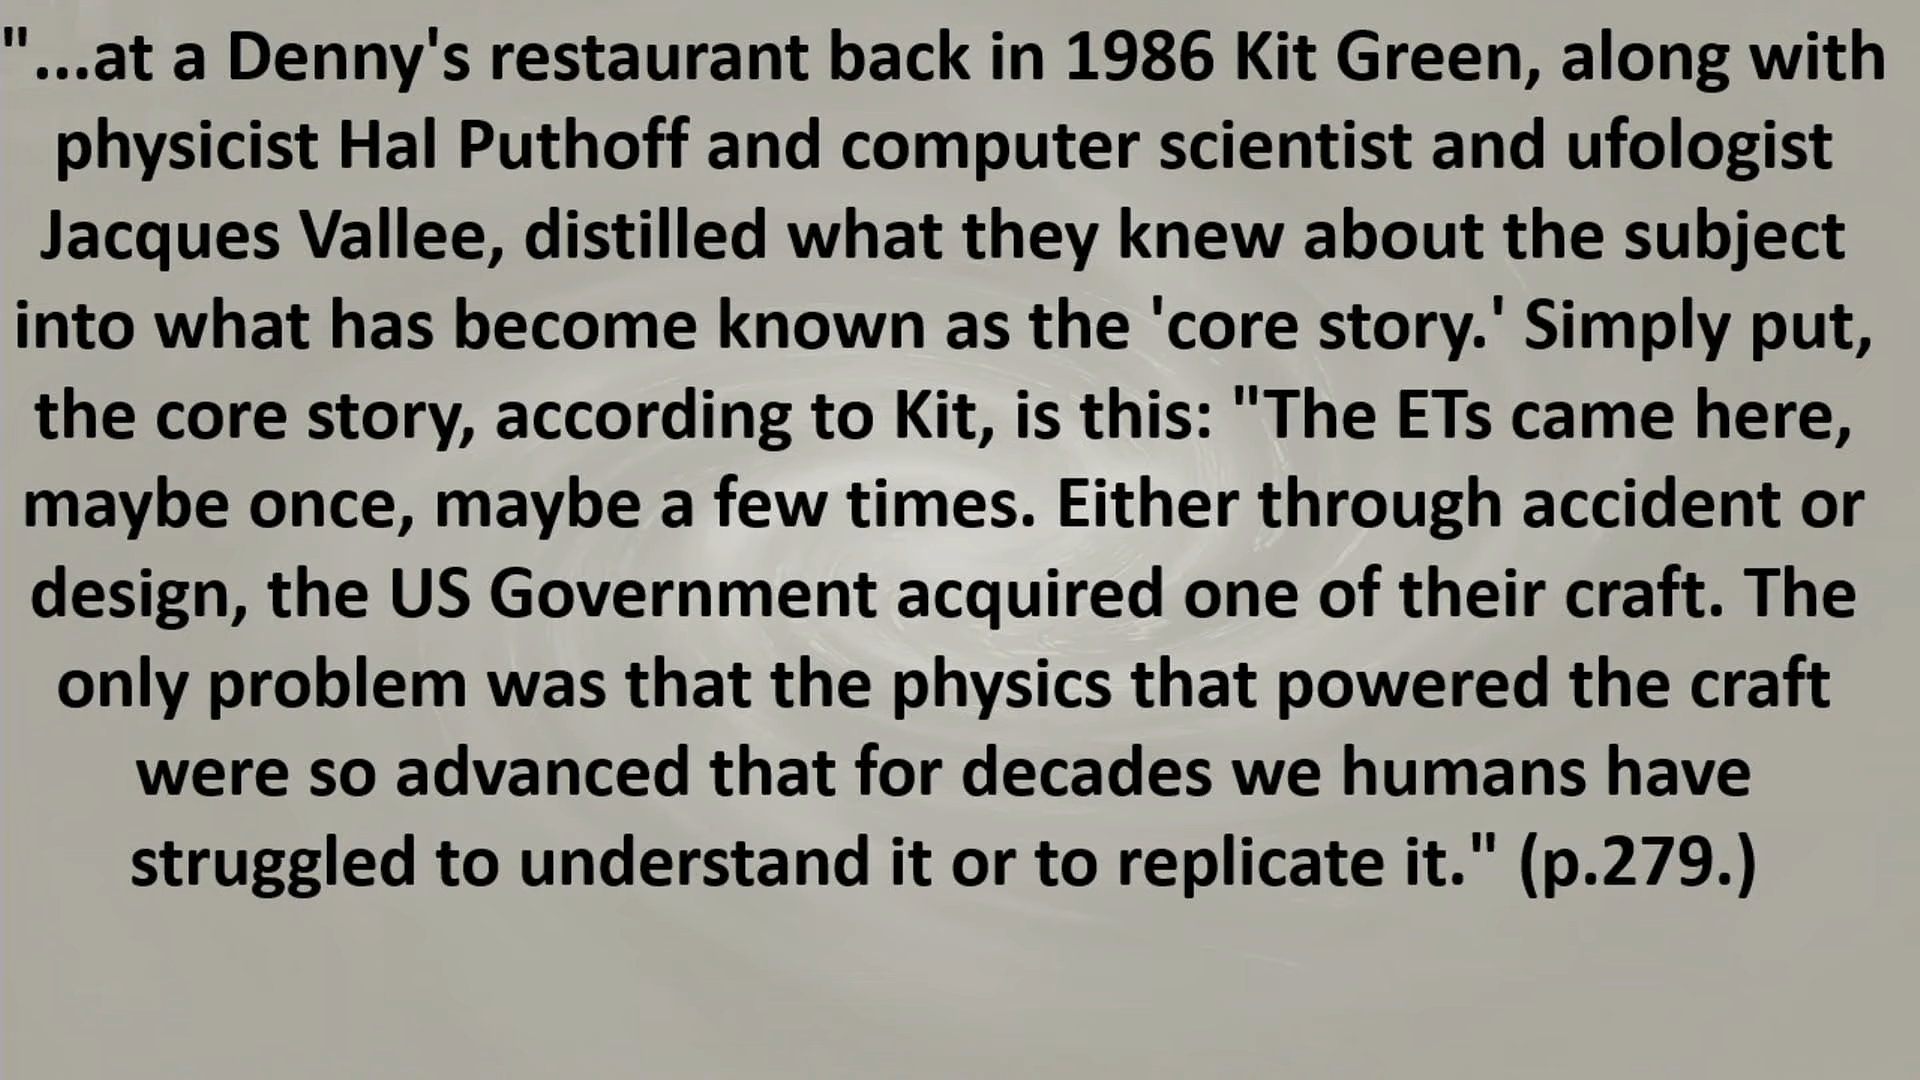 "...at a Denny's restaurant back in 1986 Kit Green, along with
physicist Hal Puthoff and computer scientist and ufologist
Jacques Vallee, distilled what they knew about the subject
into what has become known as the 'core story.' Simply put,
the core story, according to Kit, is this: "The ETs came here,
maybe once, maybe a few times. Either through accident or
design, the US Government acquired one of their craft. The
only problem was that the physics that powered the craft
were so advanced that for decades we humans have
struggled to understand it or to replicate it." (p.279.)